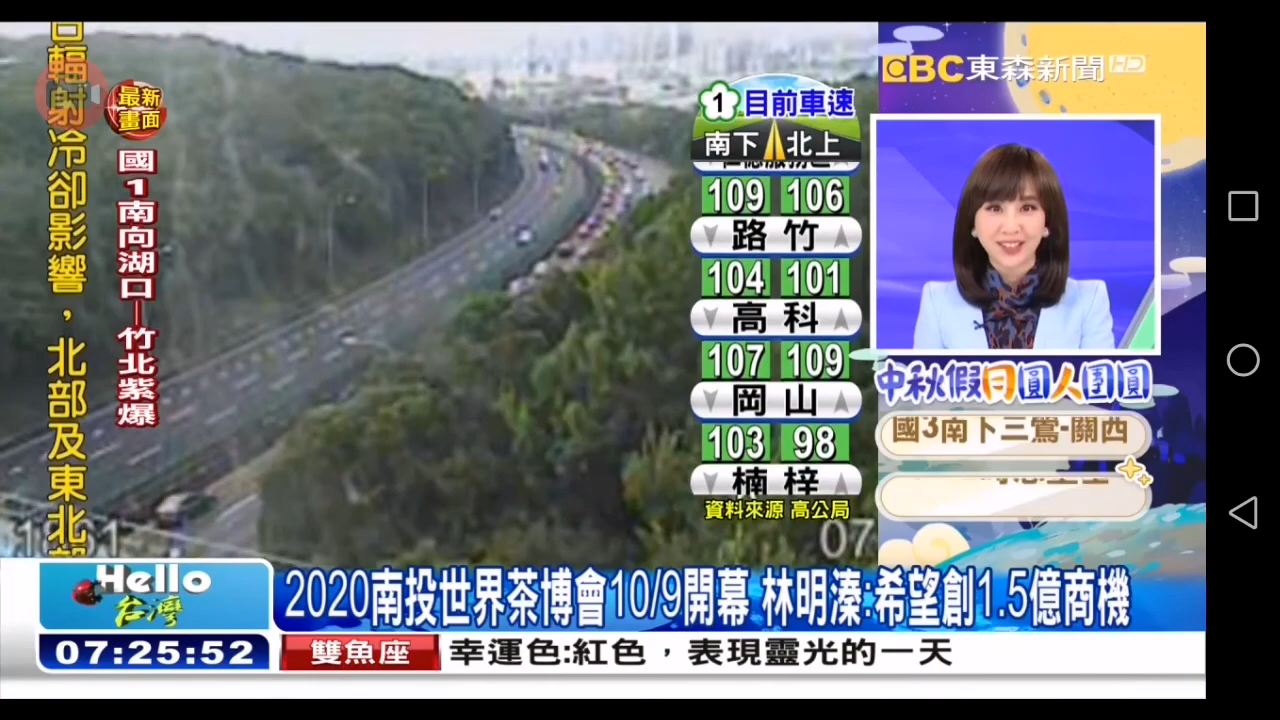 輻射冷卻影響，北部及東北部
最新
畫面
國1南向湖口—竹北紫爆
1 目前車速
南下 北上
109 106
路竹
104 101
高科
107 109
岡山
103 98
楠梓
資料來源 高公局
EBC東森新聞HD
中秋假日圓人團圓
國3南下三鶯-關西
10 01
07
Hello
台灣
2020南投世界茶博會10/9開幕 林明溱:希望創1.5億商機
07:25:52
雙魚座 幸運色:紅色，表現靈光的一天